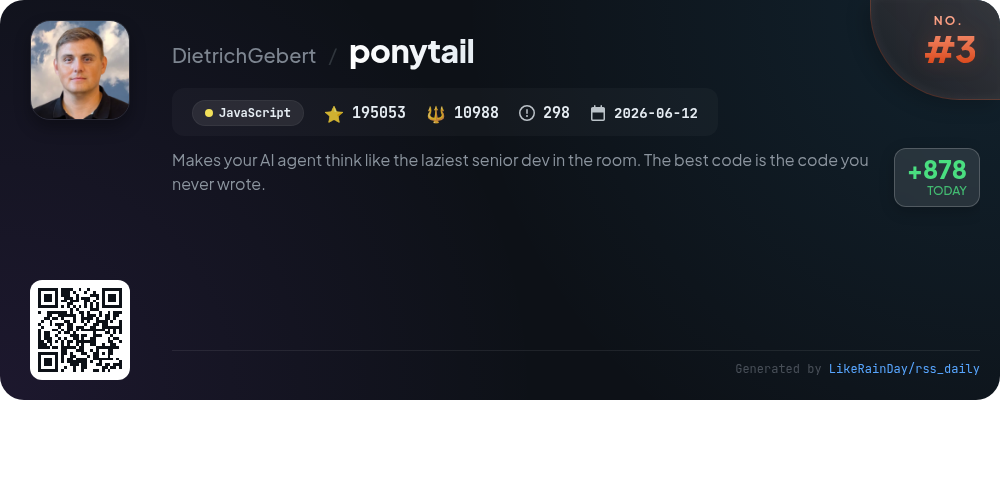 NO.
#3
DietrichGebert / ponytail
JavaScript 195053 10988 298 2026-06-12
Makes your AI agent think like the laziest senior dev in the room. The best code is the code you
never wrote.
+878
TODAY
Generated by LikeRainDay/rss_daily